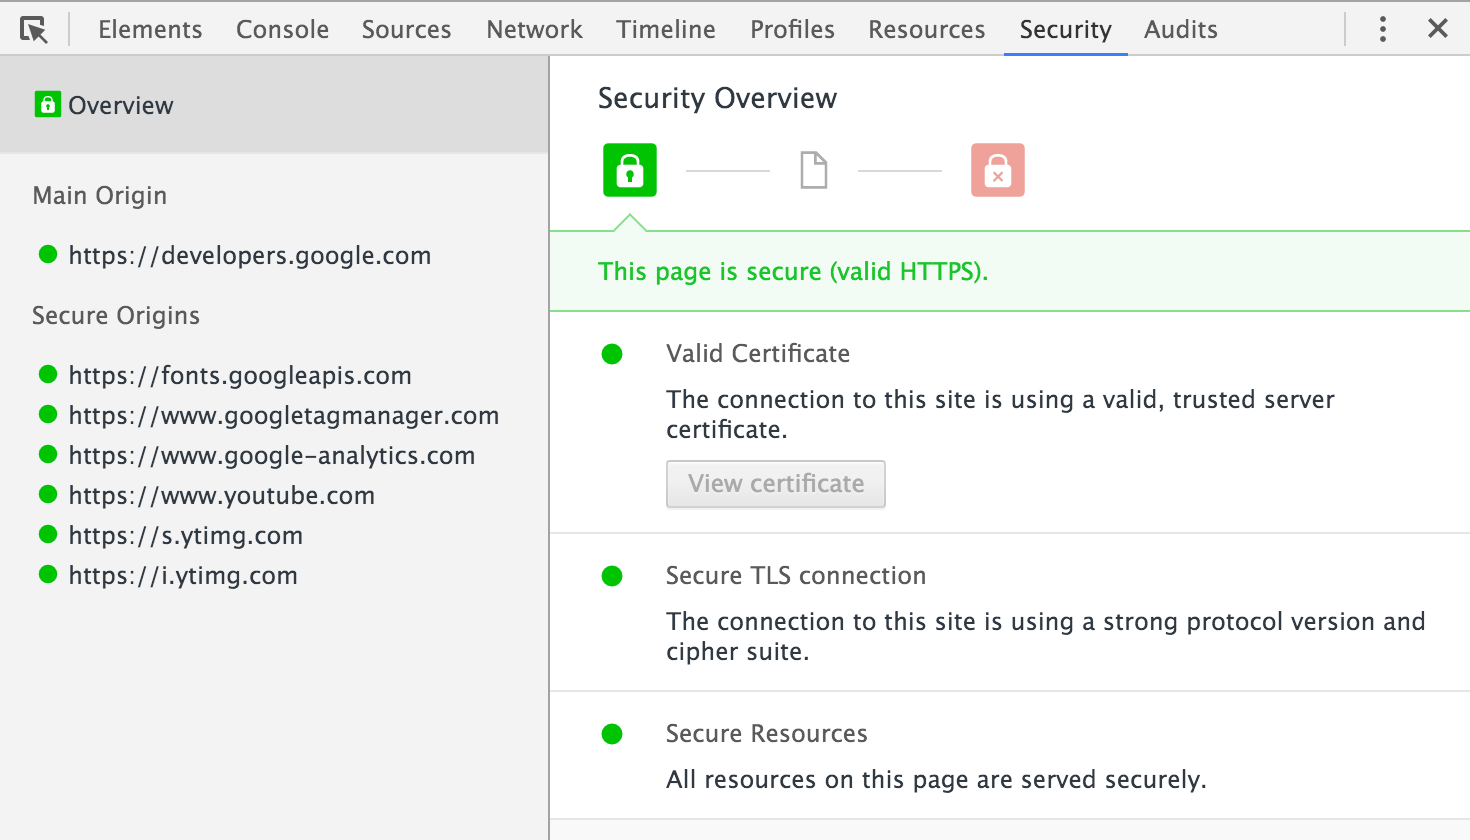 Elements Console Sources Network Timeline Profiles Resources Security Audits
Overview
Main Origin
https://developers.google.com
Secure Origins
https://fonts.googleapis.com
https://www.googletagmanager.com
https://www.google-analytics.com
https://www.youtube.com
https://s.ytimg.com
https://i.ytimg.com
Security Overview
This page is secure (valid HTTPS).
Valid Certificate
The connection to this site is using a valid, trusted server
certificate.
View certificate
Secure TLS connection
The connection to this site is using a strong protocol version and
cipher suite.
Secure Resources
All resources on this page are served securely.